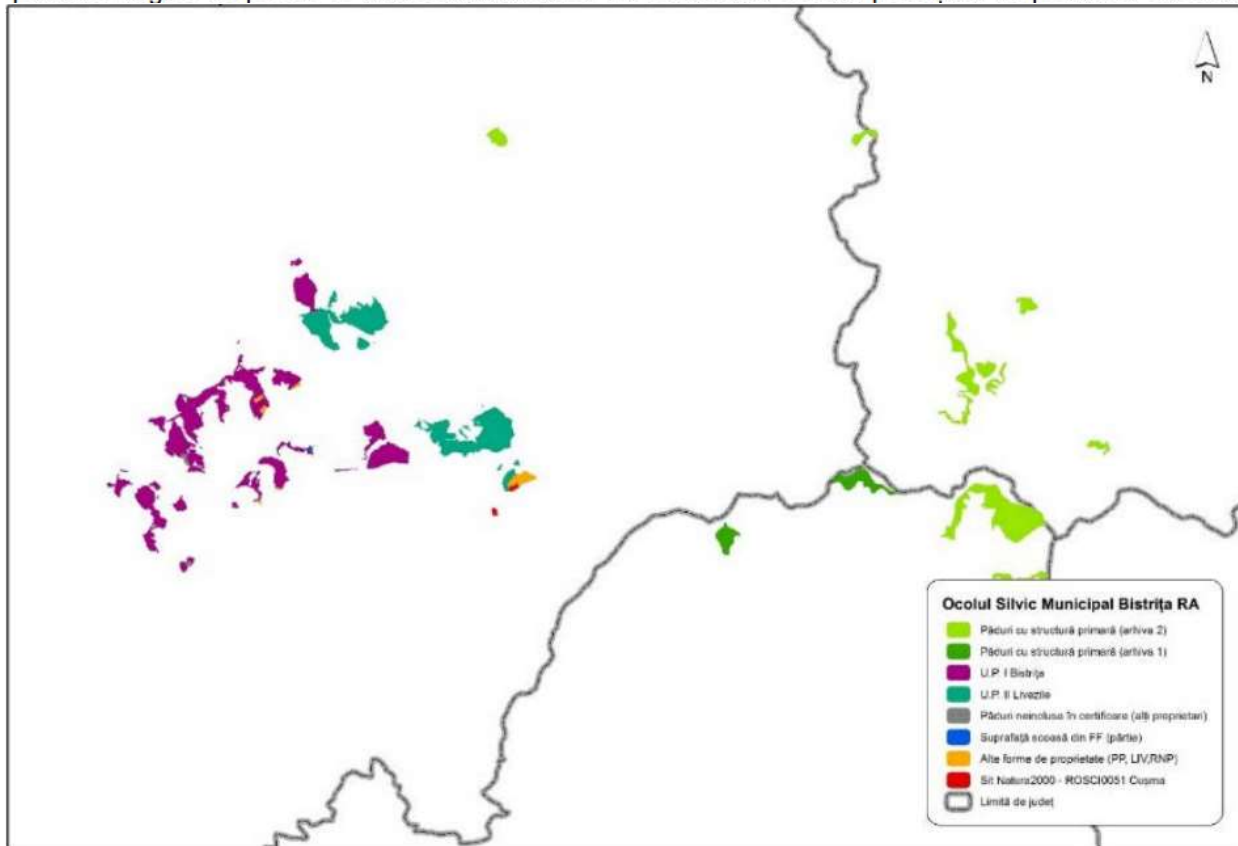 N
Ocolul Silvic Municipal Bistrița RA
Păduri cu structură primară (arhiva 2)
Păduri cu structură primară (arhiva 1)
U.P. I Bistrița
U.P. II Livezile
Păduri neincluse în certificare (alți proprietari)
Suprafață scoasă din FF (pârtie)
Alte forme de proprietate (PP, LIV,RNP)
Sit Natura2000 - ROSCI0051 Cușma
Limită de județ